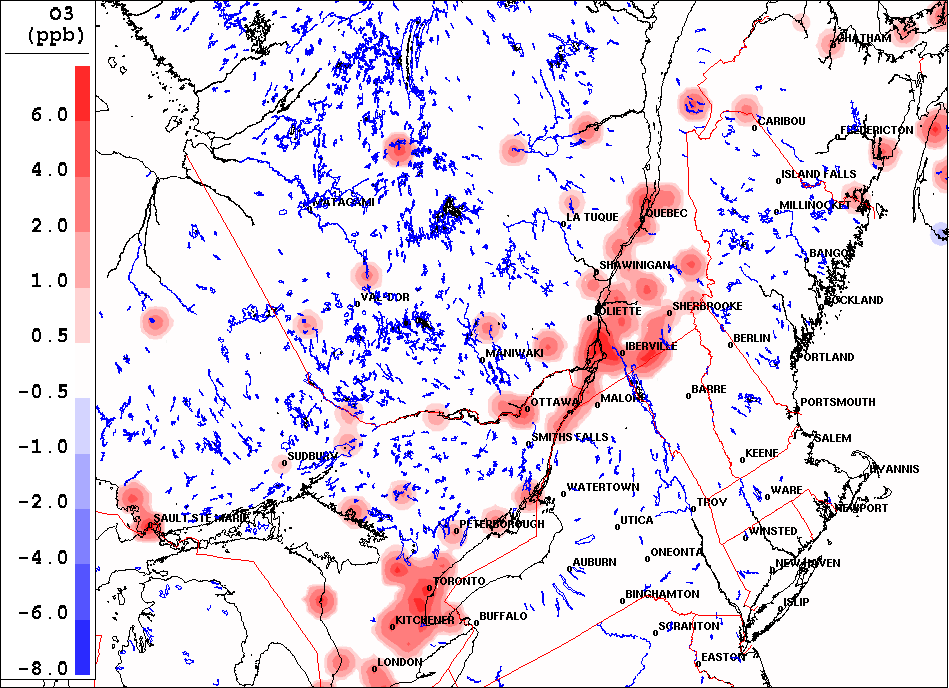 O3
(ppb)
6.0
4.0
2.0
1.0
0.5
-0.5
-1.0
-2.0
-4.0
-6.0
-8.0
CHATHAM
CARIBOU
FREDERICTON
ISLAND FALLS
MATAGAMI
MILLINOCKET
LA TUQUE
QUEBEC
BANGOR
SHAWINIGAN
VAL-DOR
ROCKLAND
JOLIETTE
SHERBROOKE
BERLIN
IBERVILLE
MANIWAKI
PORTLAND
BARRE
OTTAWA
MALONE
PORTSMOUTH
SMITHS FALLS
SALEM
SUDBURY
KEENE
HYANNIS
WATERTOWN
WARE
TROY
NEWPORT
SAULT STE MARIE
PETERBOROUGH
UTICA
WINSTED
ONEONTA
AUBURN
NEW HAVEN
TORONTO
BINGHAMTON
ISLIP
KITCHENER
BUFFALO
SCRANTON
LONDON
EASTON